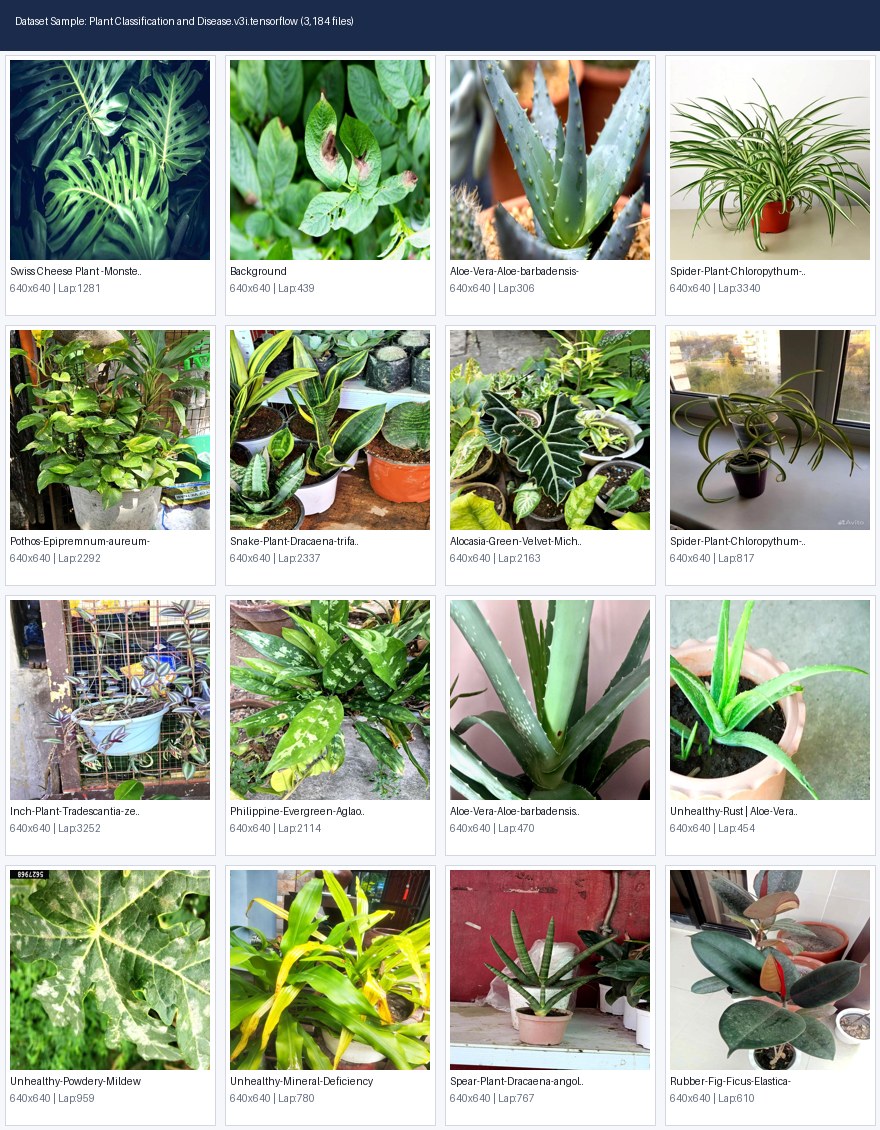 Dataset Sample: Plant Classification and Disease.v3i.tensorflow (3,184 files)
Swiss Cheese Plant -Monste..
640x640 | Lap:1281
Background
640x640 | Lap:439
Aloe-Vera-Aloe-barbadensis-
640x640 | Lap:306
Spider-Plant-Chloropythum-..
640x640 | Lap:3340
Pothos-Epipremnum-aureum-
640x640 | Lap:2292
Snake-Plant-Dracaena-trifa..
640x640 | Lap:2337
Alocasia-Green-Velvet-Mich..
640x640 | Lap:2163
Spider-Plant-Chloropythum-..
640x640 | Lap:817
Inch-Plant-Tradescantia-ze..
640x640 | Lap:3252
Philippine-Evergreen-Aglao..
640x640 | Lap:2114
Aloe-Vera-Aloe-barbadensis..
640x640 | Lap:470
Unhealthy-Rust | Aloe-Vera..
640x640 | Lap:454
5627968
Unhealthy-Powdery-Mildew
640x640 | Lap:959
Unhealthy-Mineral-Deficiency
640x640 | Lap:780
Spear-Plant-Dracaena-angol..
640x640 | Lap:767
Rubber-Fig-Ficus-Elastica-
640x640 | Lap:610